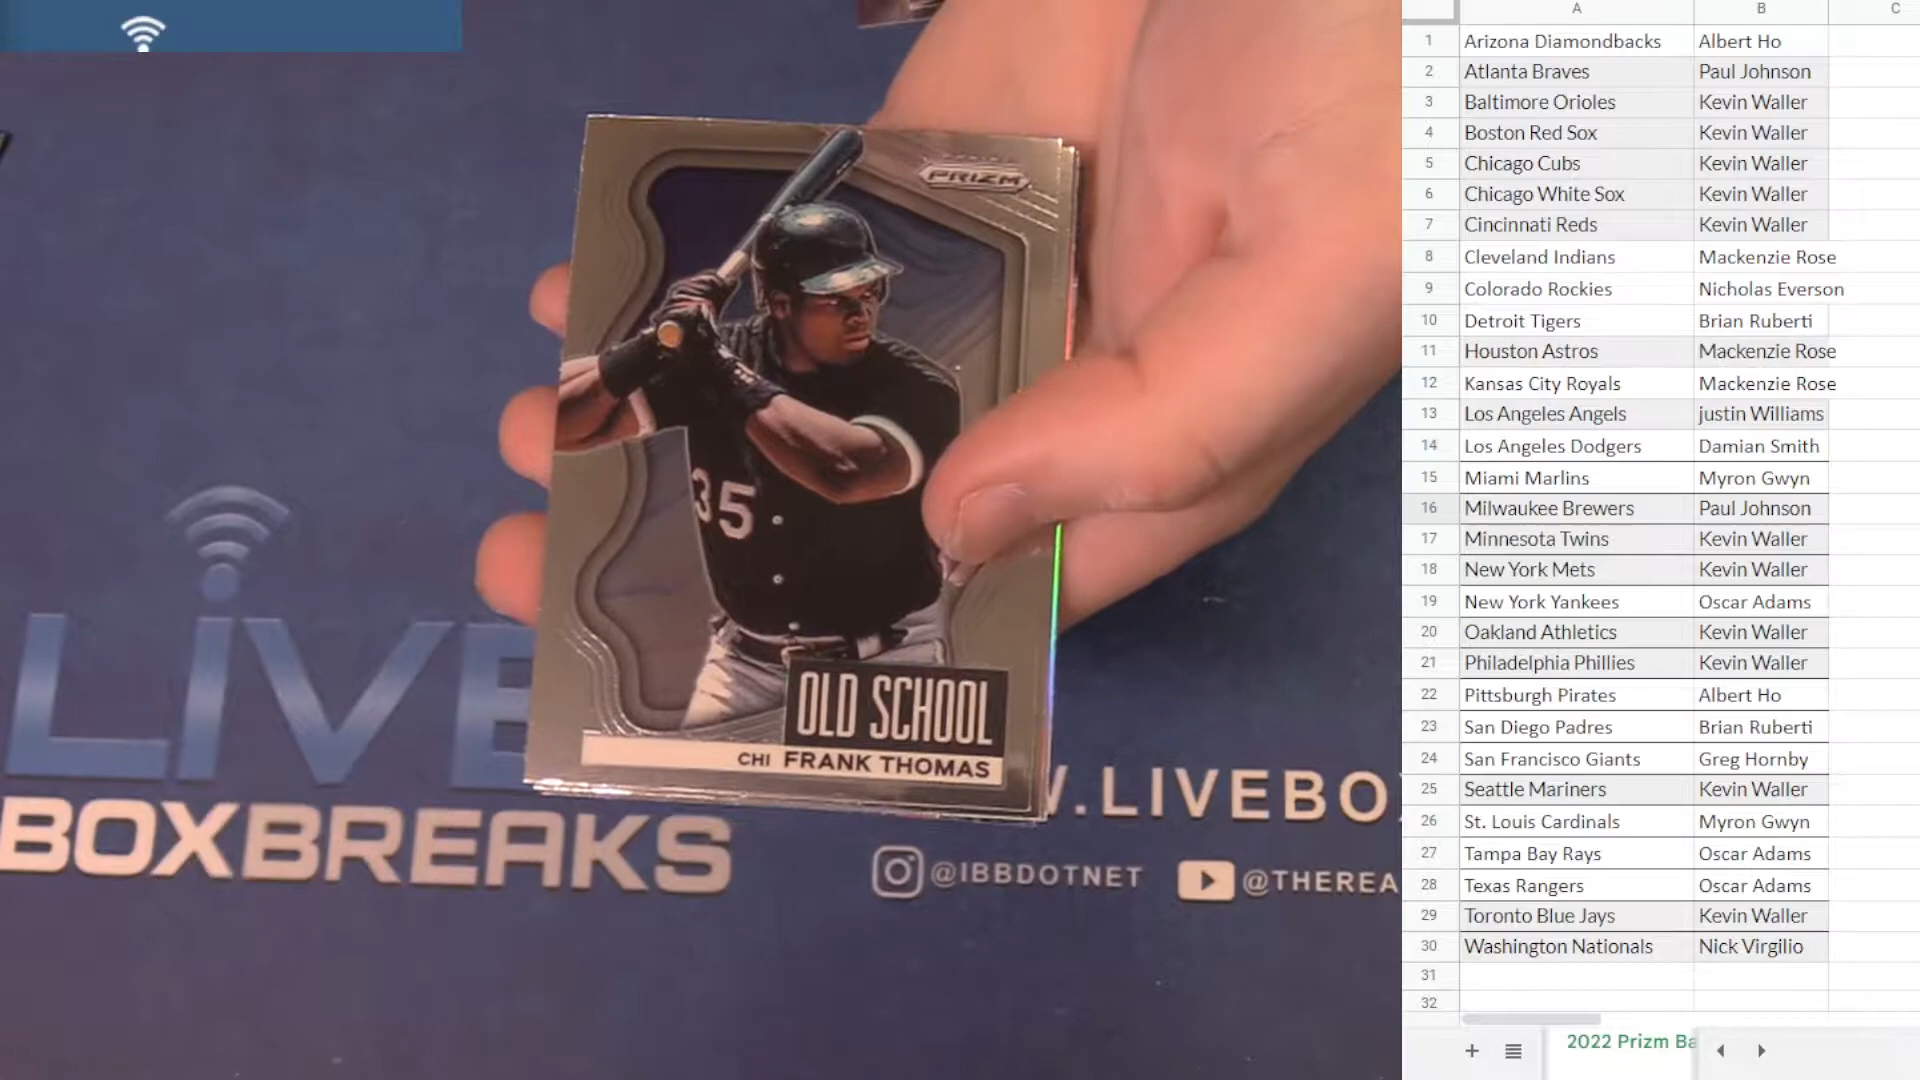 PRIZM
35
OLD SCHOOL
CHI FRANK THOMAS
LIVE
BOXBREAKS
W.LIVEBO
@IBBDOTNET
@THEREA
A B C
1 Arizona Diamondbacks Albert Ho
2 Atlanta Braves Paul Johnson
3 Baltimore Orioles Kevin Waller
4 Boston Red Sox Kevin Waller
5 Chicago Cubs Kevin Waller
6 Chicago White Sox Kevin Waller
7 Cincinnati Reds Kevin Waller
8 Cleveland Indians Mackenzie Rose
9 Colorado Rockies Nicholas Everson
10 Detroit Tigers Brian Ruberti
11 Houston Astros Mackenzie Rose
12 Kansas City Royals Mackenzie Rose
13 Los Angeles Angels justin Williams
14 Los Angeles Dodgers Damian Smith
15 Miami Marlins Myron Gwyn
16 Milwaukee Brewers Paul Johnson
17 Minnesota Twins Kevin Waller
18 New York Mets Kevin Waller
19 New York Yankees Oscar Adams
20 Oakland Athletics Kevin Waller
21 Philadelphia Phillies Kevin Waller
22 Pittsburgh Pirates Albert Ho
23 San Diego Padres Brian Ruberti
24 San Francisco Giants Greg Hornby
25 Seattle Mariners Kevin Waller
26 St. Louis Cardinals Myron Gwyn
27 Tampa Bay Rays Oscar Adams
28 Texas Rangers Oscar Adams
29 Toronto Blue Jays Kevin Waller
30 Washington Nationals Nick Virgilio
31
32
2022 Prizm Ba